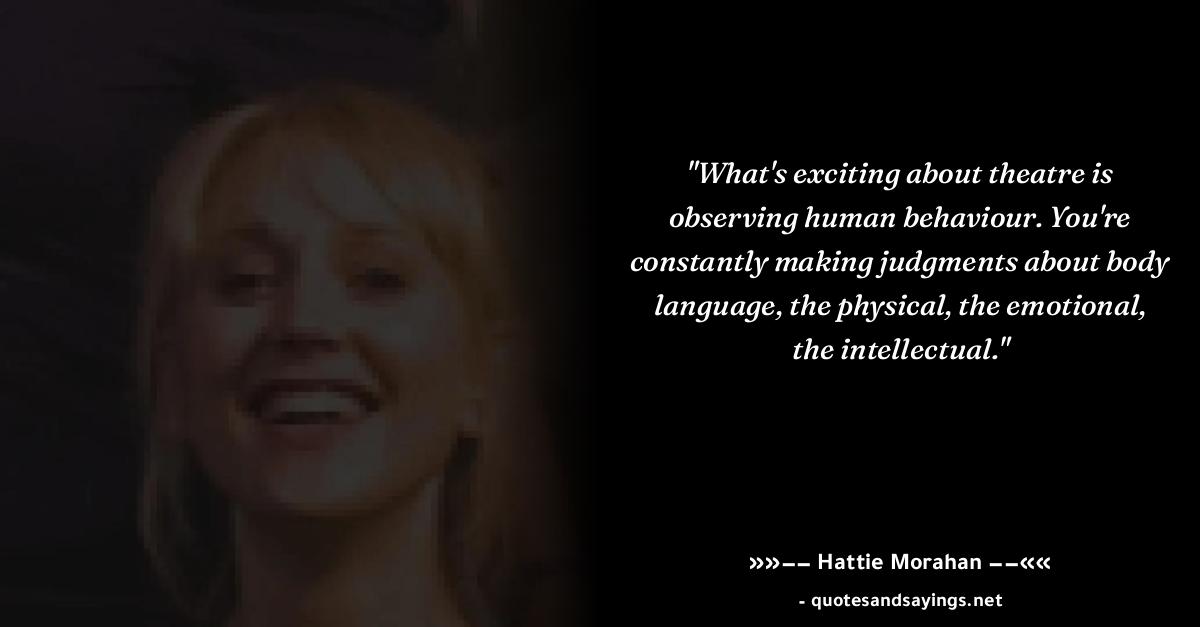 "What's exciting about theatre is
observing human behaviour. You're
constantly making judgments about body
language, the physical, the emotional,
the intellectual."
»»−− Hattie Morahan −−««
- quotesandsayings.net